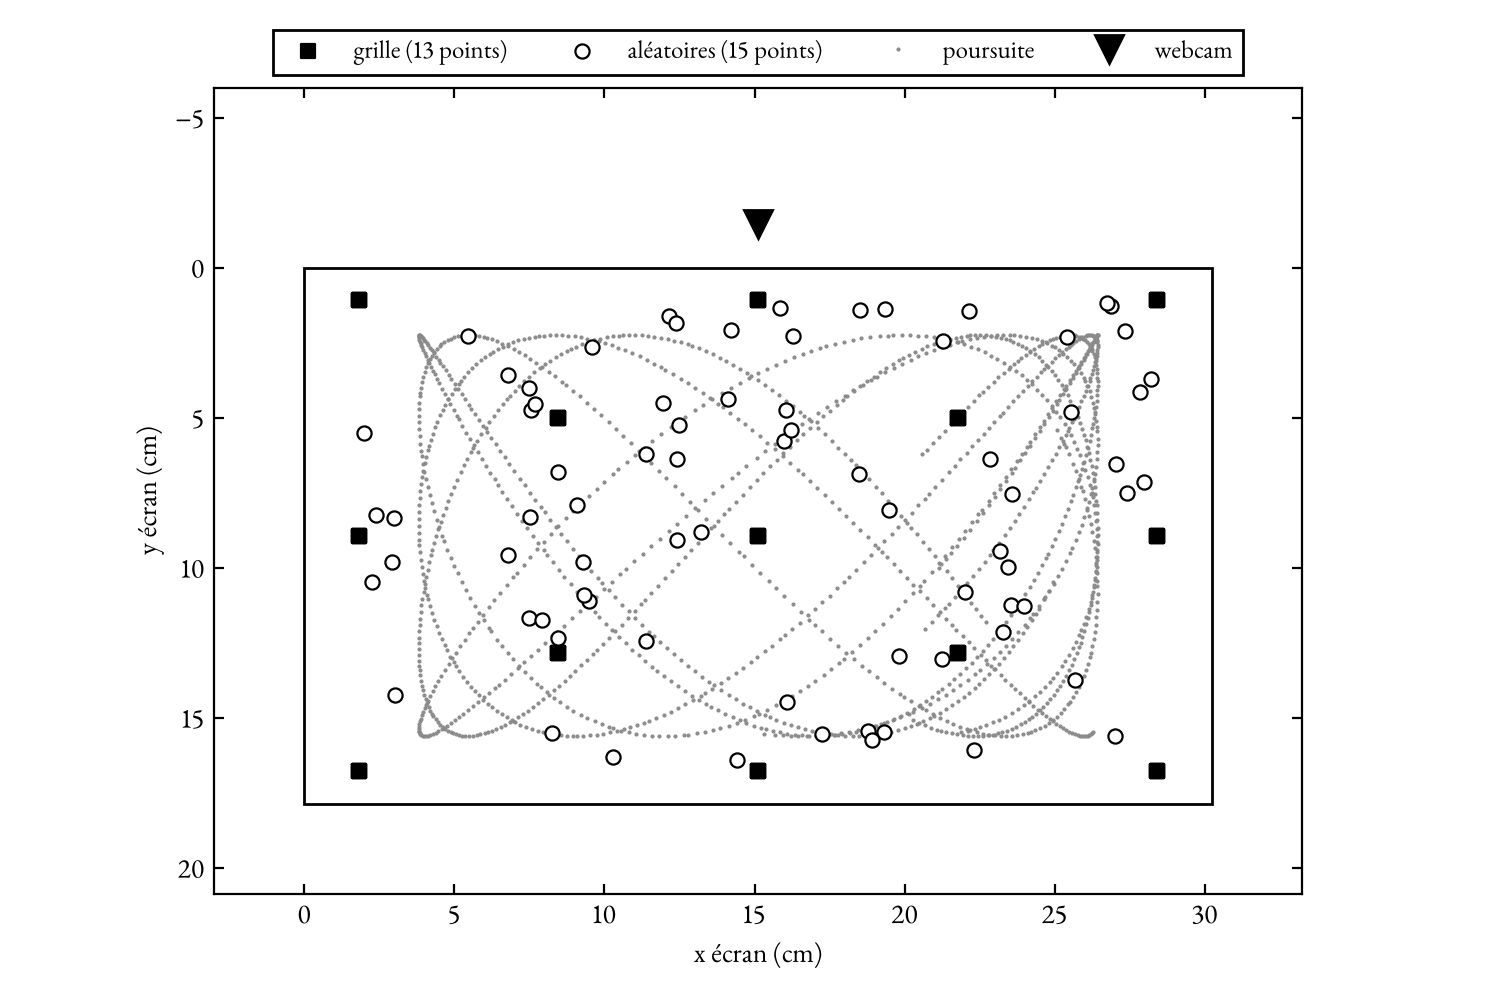 grille (13 points) aléatoires (15 points) poursuite webcam
−5
0
5
10
15
20
y écran (cm)
0 5 10 15 20 25 30
x écran (cm)